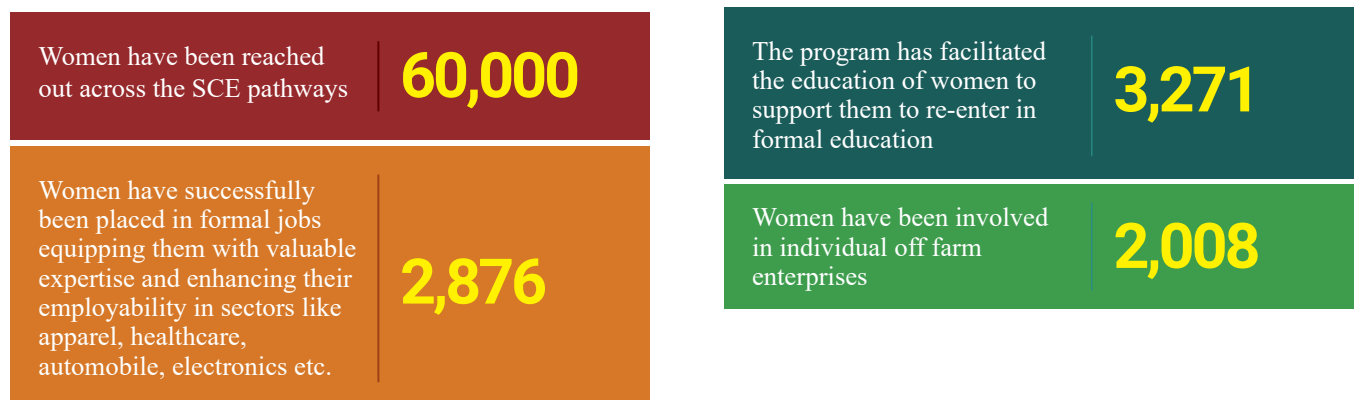 Women have been reached
out across the SCE pathways
60,000
Women have successfully
been placed in formal jobs
equipping them with valuable
expertise and enhancing their
employability in sectors like
apparel, healthcare,
automobile, electronics etc.
2,876
The program has facilitated
the education of women to
support them to re-enter in
formal education
3,271
Women have been involved
in individual off farm
enterprises
2,008